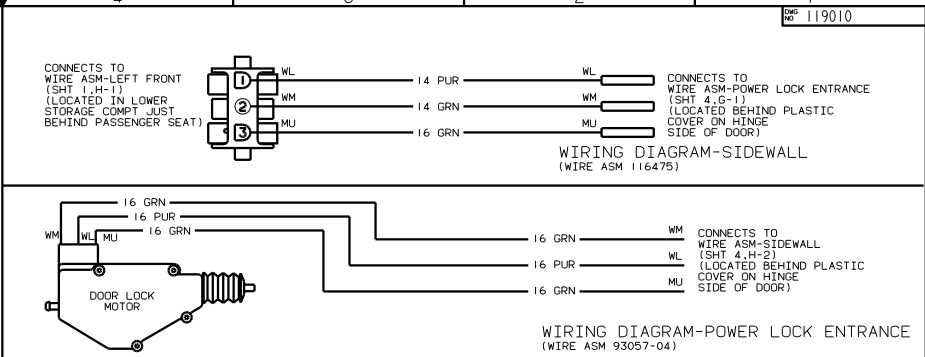 DWG NO 119010
CONNECTS TO
WIRE ASM-LEFT FRONT
(SHT 1,H-1)
(LOCATED IN LOWER
STORAGE COMPT JUST
BEHIND PASSENGER SEAT)
1 WL 14 PUR WL
2 WM 14 GRN WM
3 MU 16 GRN MU
CONNECTS TO
WIRE ASM-POWER LOCK ENTRANCE
(SHT 4,G-1)
(LOCATED BEHIND PLASTIC
COVER ON HINGE
SIDE OF DOOR)
WIRING DIAGRAM-SIDEWALL
(WIRE ASM 116475)
16 GRN
16 PUR
16 GRN
WM WL MU
16 GRN WM
16 PUR WL
16 GRN MU
CONNECTS TO
WIRE ASM-SIDEWALL
(SHT 4,H-2)
(LOCATED BEHIND PLASTIC
COVER ON HINGE
SIDE OF DOOR)
DOOR LOCK
MOTOR
WIRING DIAGRAM-POWER LOCK ENTRANCE
(WIRE ASM 93057-04)